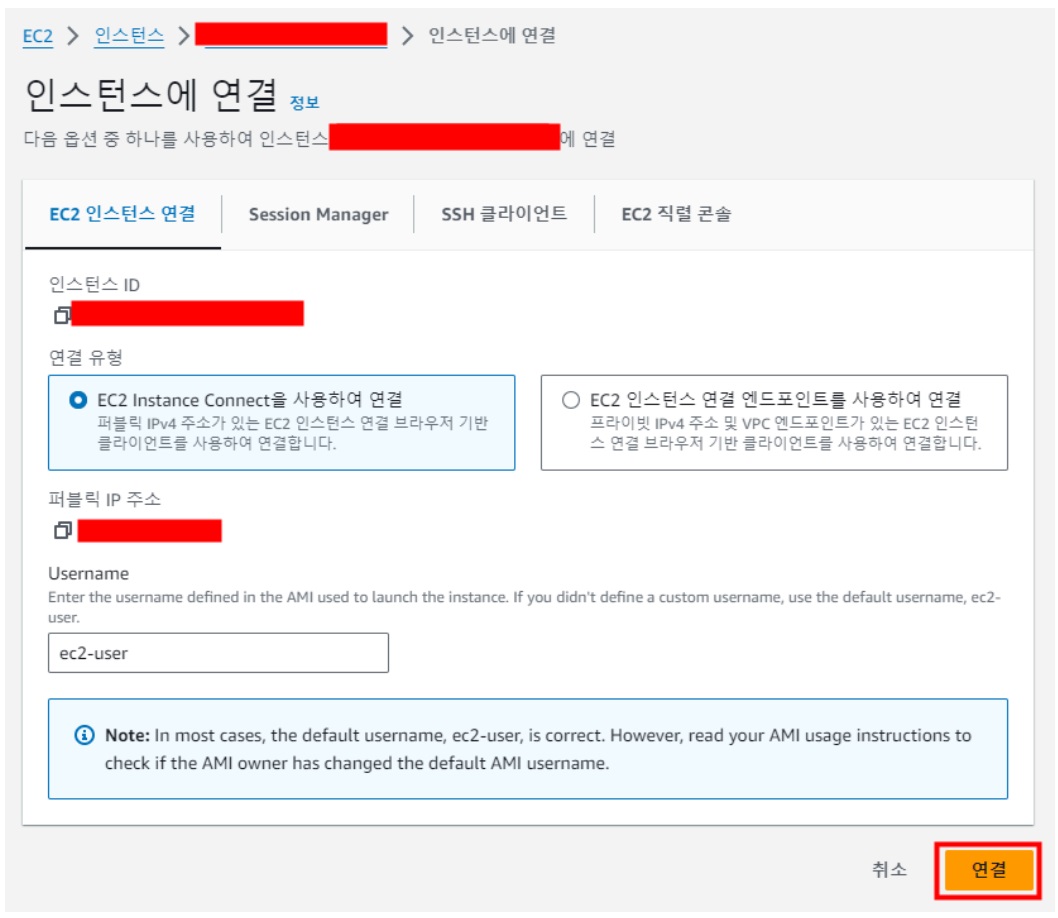 EC2 > 인스턴스 > > 인스턴스에 연결
인스턴스에 연결 정보
다음 옵션 중 하나를 사용하여 인스턴스 에 연결
EC2 인스턴스 연결 Session Manager SSH 클라이언트 EC2 직렬 콘솔
인스턴스 ID
연결 유형
EC2 Instance Connect을 사용하여 연결
퍼블릭 IPv4 주소가 있는 EC2 인스턴스 연결 브라우저 기반
클라이언트를 사용하여 연결합니다.
EC2 인스턴스 연결 엔드포인트를 사용하여 연결
프라이빗 IPv4 주소 및 VPC 엔드포인트가 있는 EC2 인스턴
스 연결 브라우저 기반 클라이언트를 사용하여 연결합니다.
퍼블릭 IP 주소
Username
Enter the username defined in the AMI used to launch the instance. If you didn't define a custom username, use the default username, ec2-
user.
ec2-user
Note: In most cases, the default username, ec2-user, is correct. However, read your AMI usage instructions to
check if the AMI owner has changed the default AMI username.
취소 연결